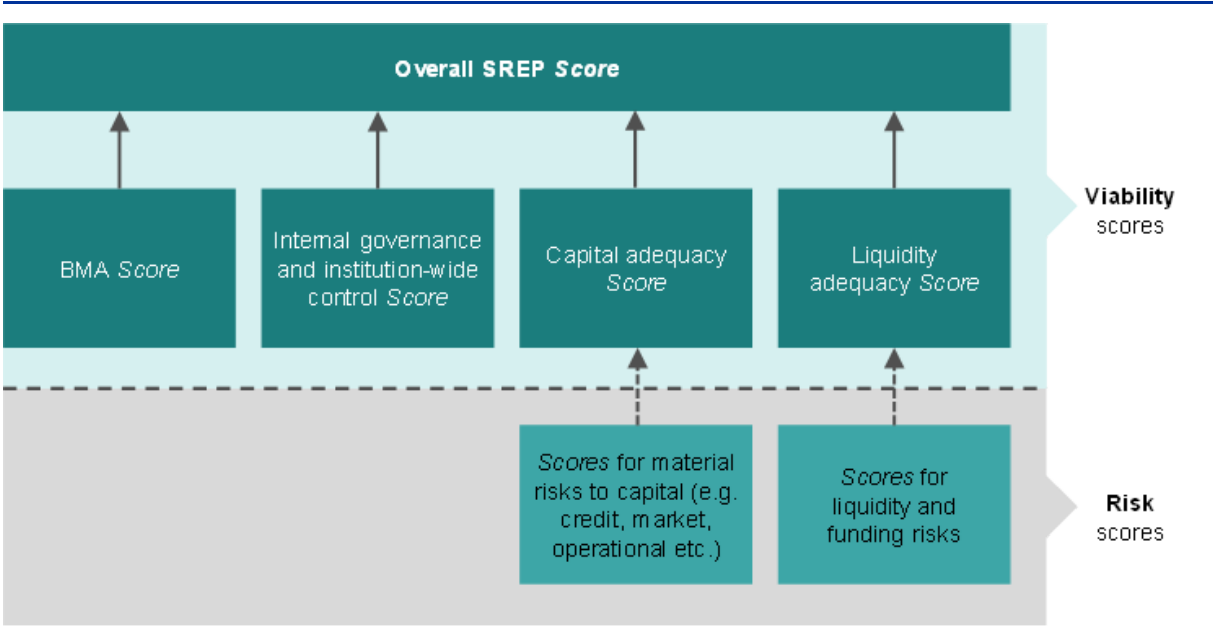 Overall SREP Score
BMA Score
Internal governance
and institution-wide
control Score
Capital adequacy
Score
Liquidity
adequacy Score
Viability
scores
Scores for material
risks to capital (e.g.
credit, market,
operational etc.)
Scores for
liquidity and
funding risks
Risk
scores